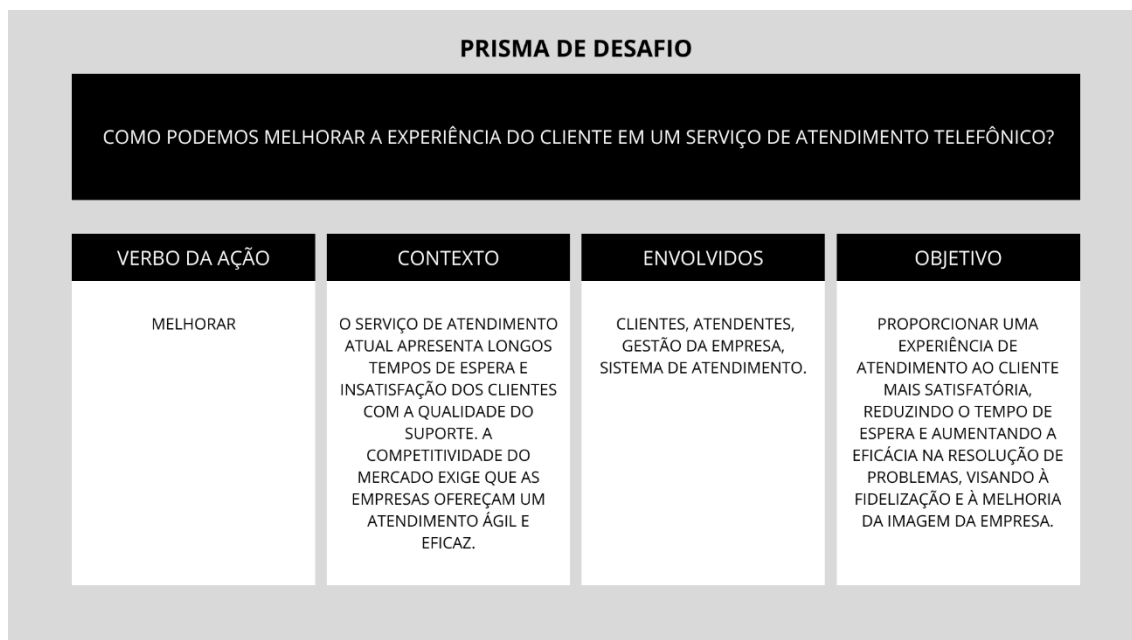 PRISMA DE DESAFIO
COMO PODEMOS MELHORAR A EXPERIÊNCIA DO CLIENTE EM UM SERVIÇO DE ATENDIMENTO TELEFÔNICO?
VERBO DA AÇÃO
MELHORAR
CONTEXTO
O SERVIÇO DE ATENDIMENTO
ATUAL APRESENTA LONGOS
TEMPOS DE ESPERA E
INSATISFAÇÃO DOS CLIENTES
COM A QUALIDADE DO
SUPORTE. A
COMPETITIVIDADE DO
MERCADO EXIGE QUE AS
EMPRESAS OFEREÇAM UM
ATENDIMENTO ÁGIL E
EFICAZ.
ENVOLVIDOS
CLIENTES, ATENDENTES,
GESTÃO DA EMPRESA,
SISTEMA DE ATENDIMENTO.
OBJETIVO
PROPORCIONAR UMA
EXPERIÊNCIA DE
ATENDIMENTO AO CLIENTE
MAIS SATISFATÓRIA,
REDUZINDO O TEMPO DE
ESPERA E AUMENTANDO A
EFICÁCIA NA RESOLUÇÃO DE
PROBLEMAS, VISANDO À
FIDELIZAÇÃO E À MELHORIA
DA IMAGEM DA EMPRESA.